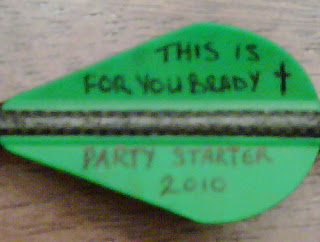 THIS IS
FOR YOU BRADY †
PARTY STARTER
2010